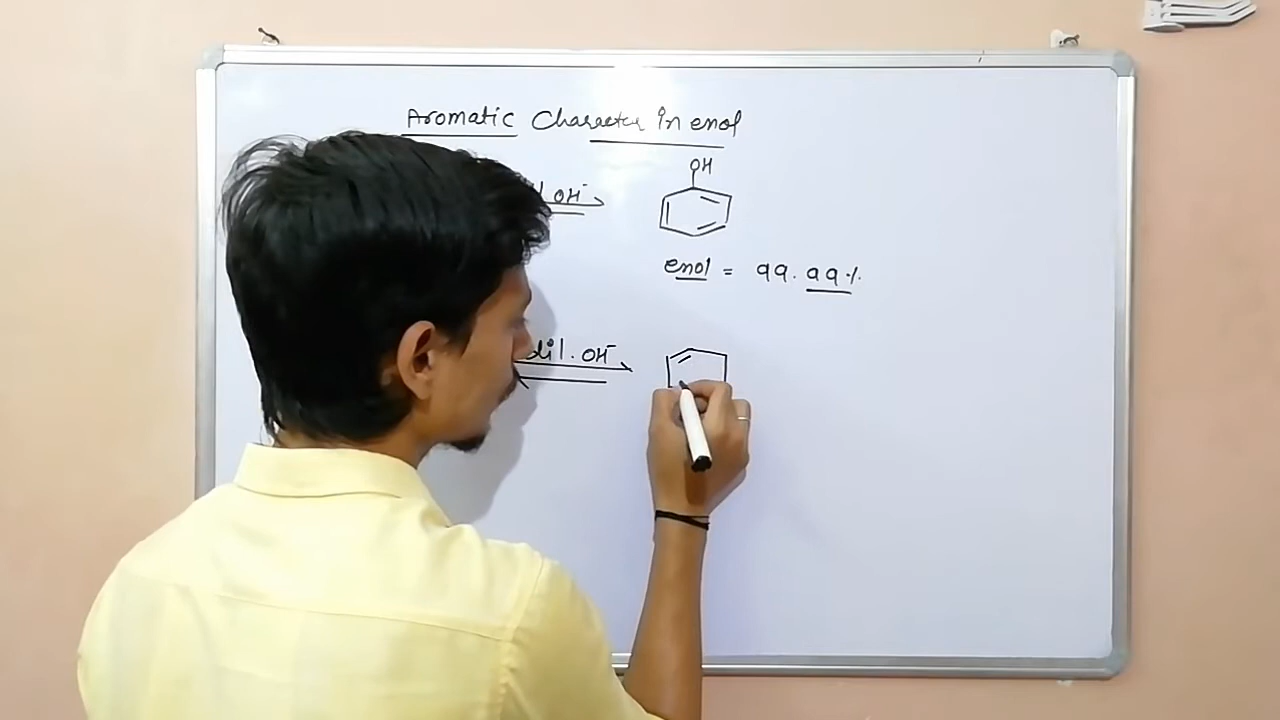 Aromatic Character in enol
OH
OH⁻
enol = 99.99%
dil. OH⁻